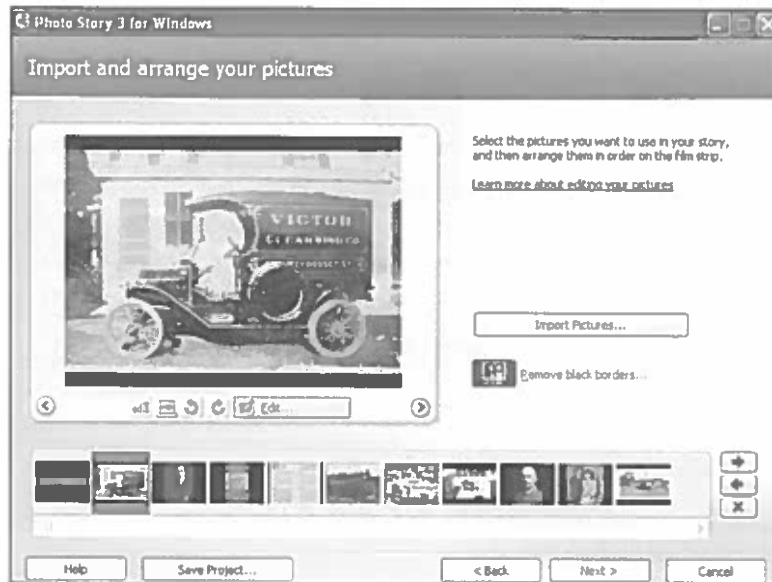 Photo Story 3 for Windows
Import and arrange your pictures
Select the pictures you want to use in your story,
and then arrange them in order on the film strip.
Learn more about editing your pictures
VICTOR
CLEANING CO.
Import Pictures...
Remove black borders...
Edit...
Help
Save Project...
< Back
Next >
Cancel